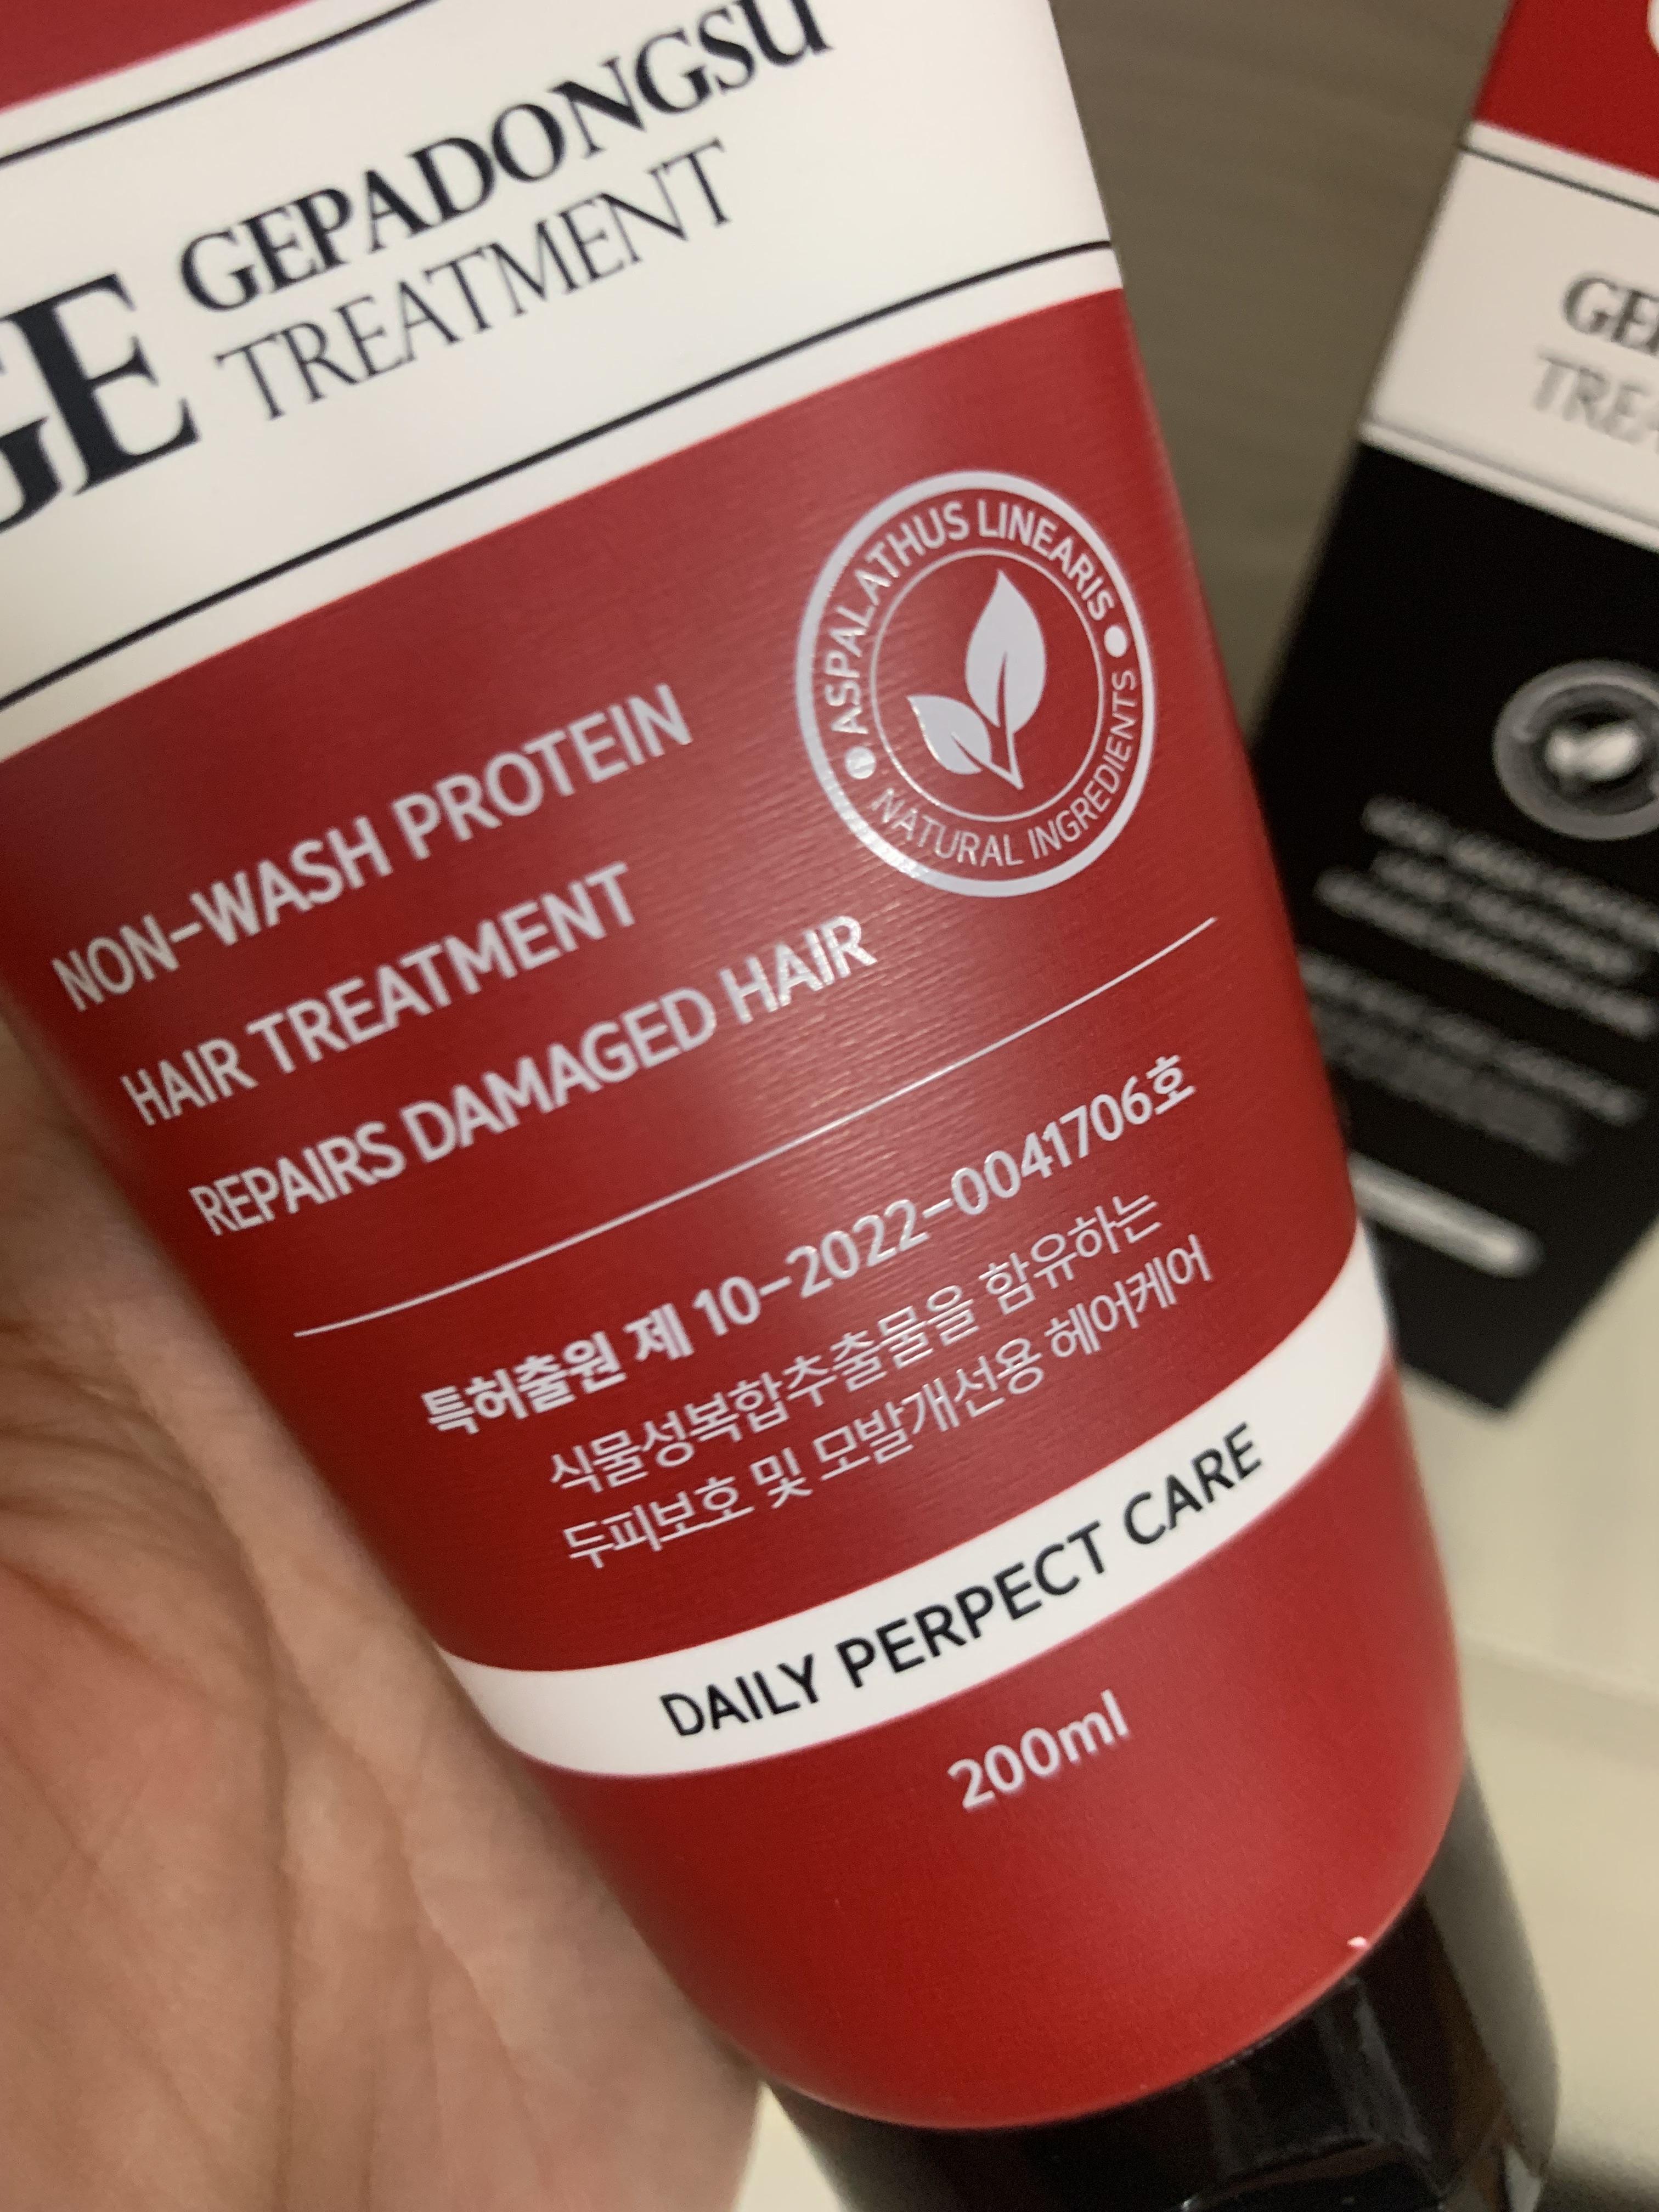 GE
GEPADONGSU
TREATMENT
ASPALATHUS LINEARIS
NATURAL INGREDIENTS
NON-WASH PROTEIN
HAIR TREATMENT
REPAIRS DAMAGED HAIR
특허출원 제 10-2022-0041706호
식물성복합추출물을 함유하는
두피보호 및 모발개선용 헤어케어
DAILY PERPECT CARE
200ml